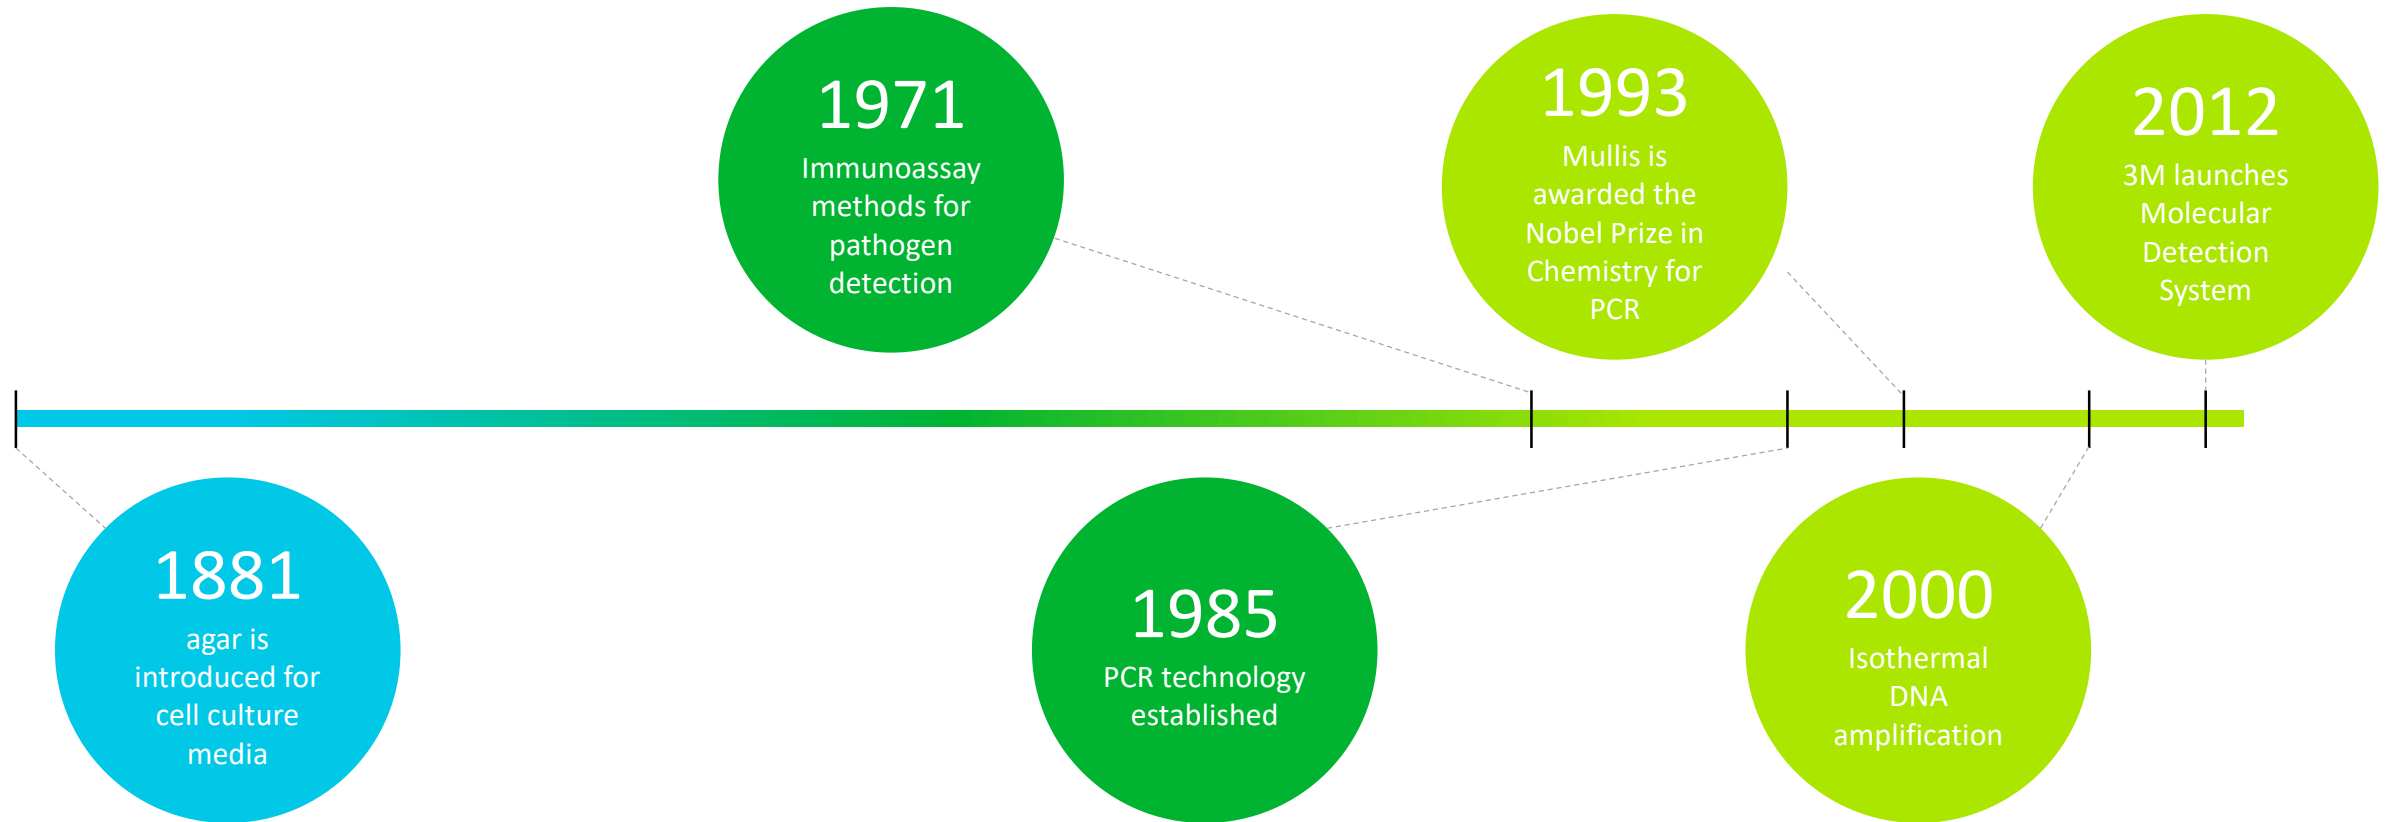 1971
Immunoassay
methods for
pathogen
detection
1993
Mullis is
awarded the
Nobel Prize in
Chemistry for
PCR
2012
3M launches
Molecular
Detection
System
1881
agar is
introduced for
cell culture
media
1985
PCR technology
established
2000
Isothermal
DNA
amplification